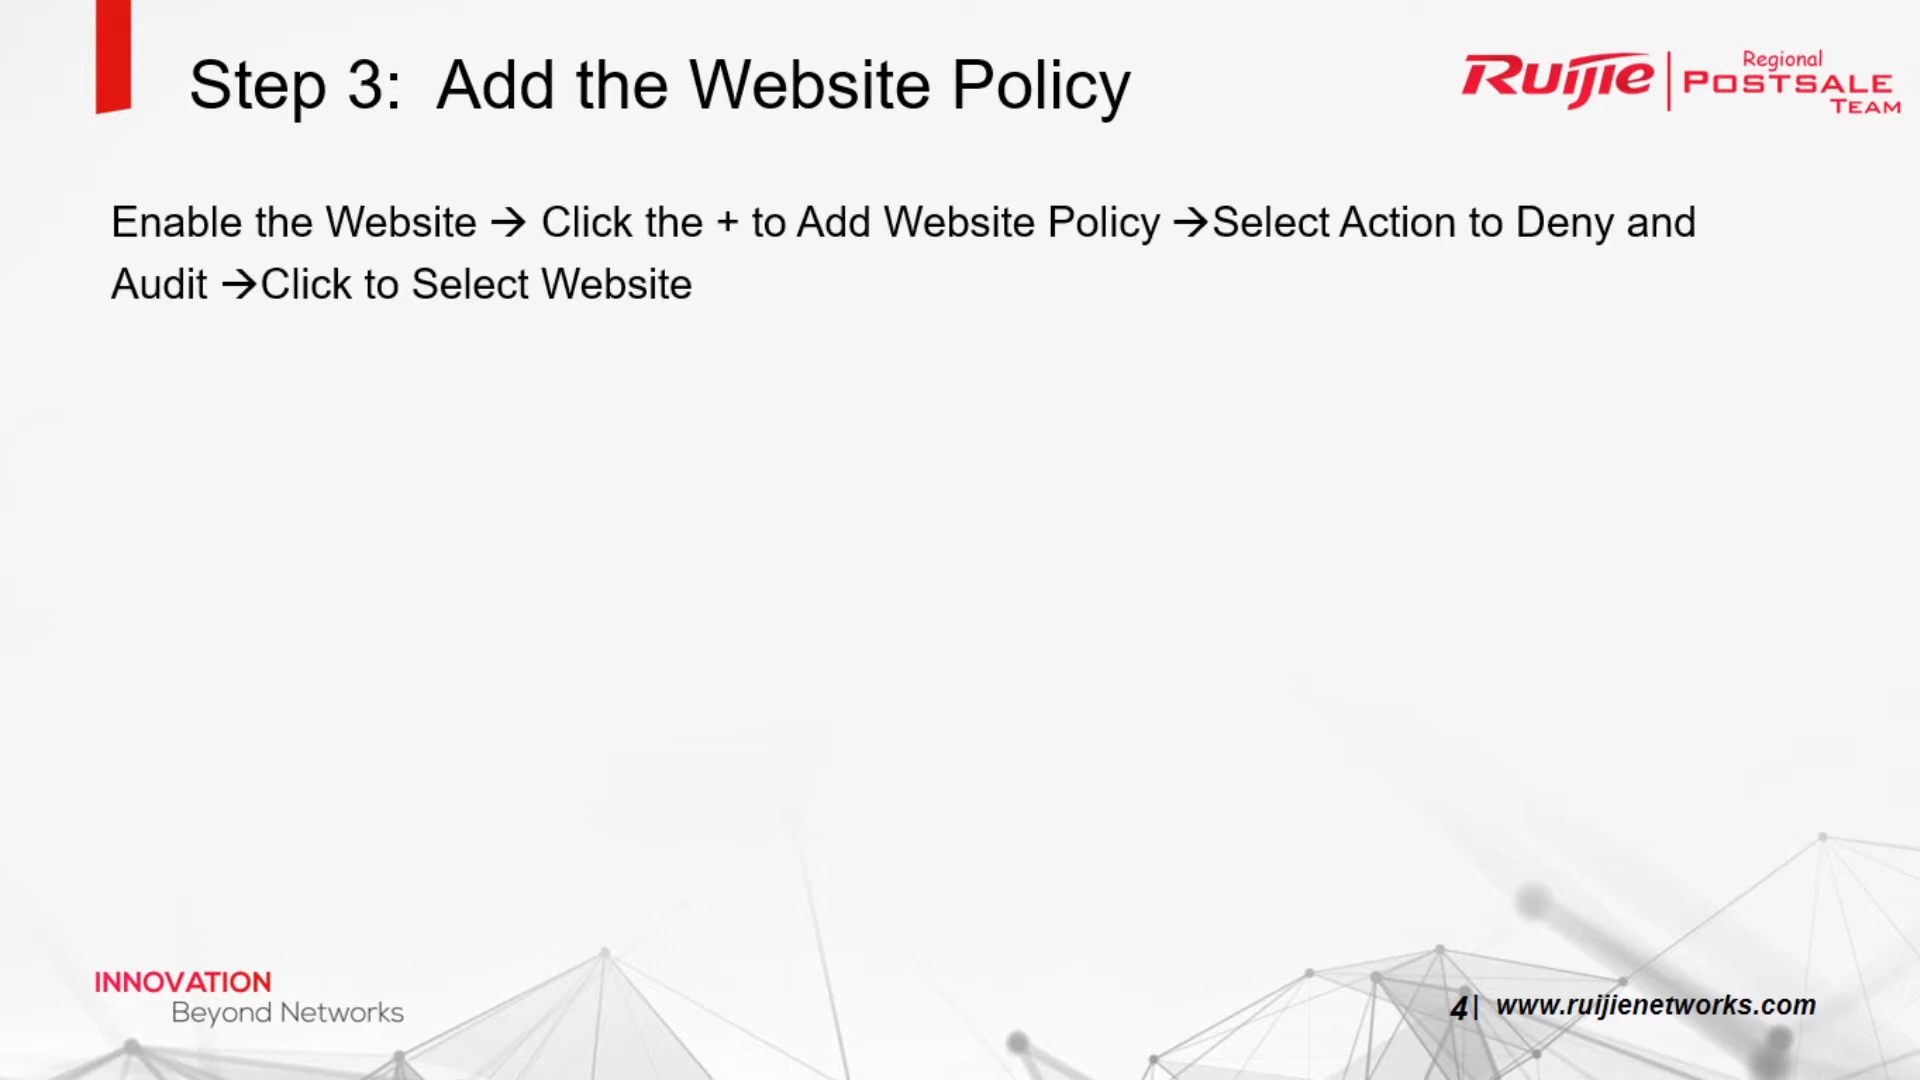 Step 3:  Add the Website Policy
Ruijie
Regional
POSTSALE
TEAM
Enable the Website → Click the + to Add Website Policy →Select Action to Deny and
Audit →Click to Select Website
INNOVATION
Beyond Networks
4| www.ruijienetworks.com